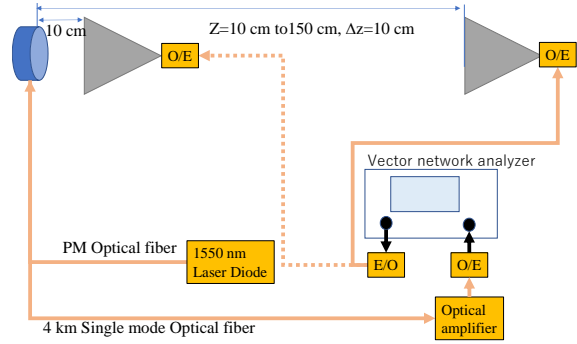 Z=10 cm to150 cm, Δz=10 cm
10 cm
O/E
O/E
Vector network analyzer
PM Optical fiber
1550 nm
Laser Diode
E/O
O/E
4 km Single mode Optical fiber
Optical
amplifier